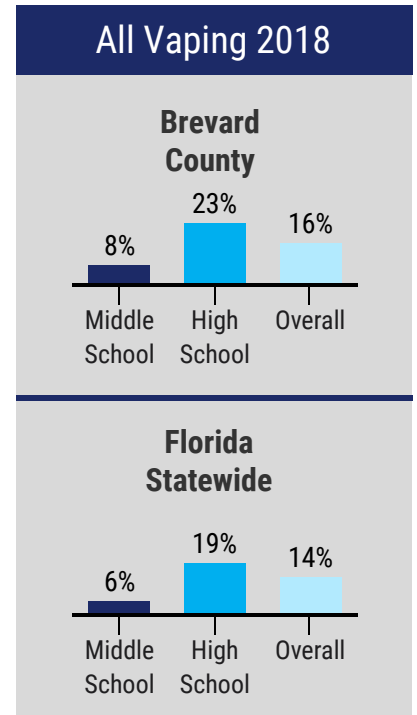 All Vaping 2018
Brevard
County
8%
23%
16%
Middle
School
High
School
Overall
Florida
Statewide
6%
19%
14%
Middle
School
High
School
Overall